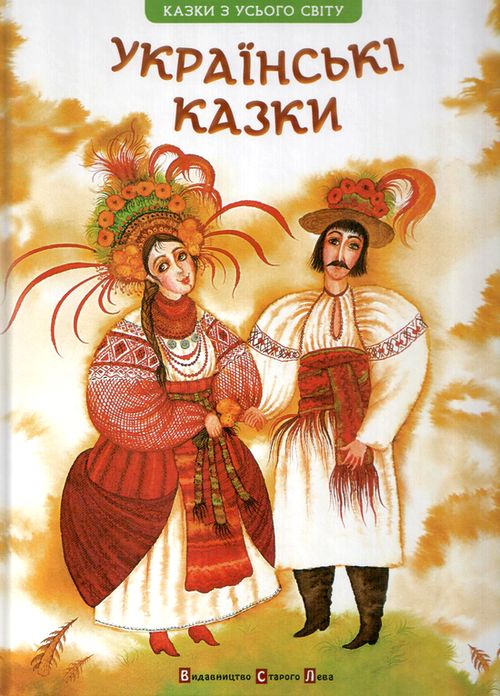 КАЗКИ З УСЬОГО СВІТУ
УКРАЇНСЬКІ
КАЗКИ
Видавництво Старого Лева